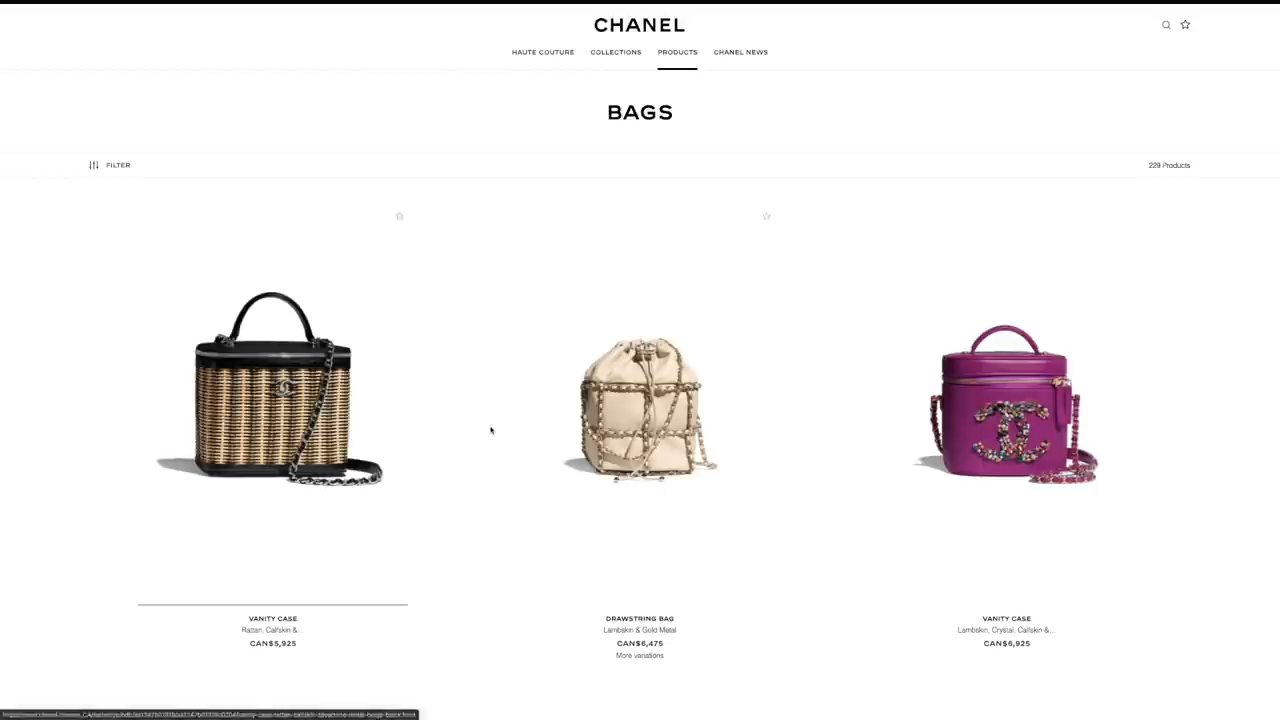 CHANEL
HAUTE COUTURE COLLECTIONS PRODUCTS CHANEL NEWS
BAGS
FILTER
229 Products
VANITY CASE
Rattan, Calfskin &...
CAN$5,925
DRAWSTRING BAG
Lambskin & Gold Metal
CAN$6,475
More variations
VANITY CASE
Lambskin, Crystal, Calfskin &...
CAN$6,925